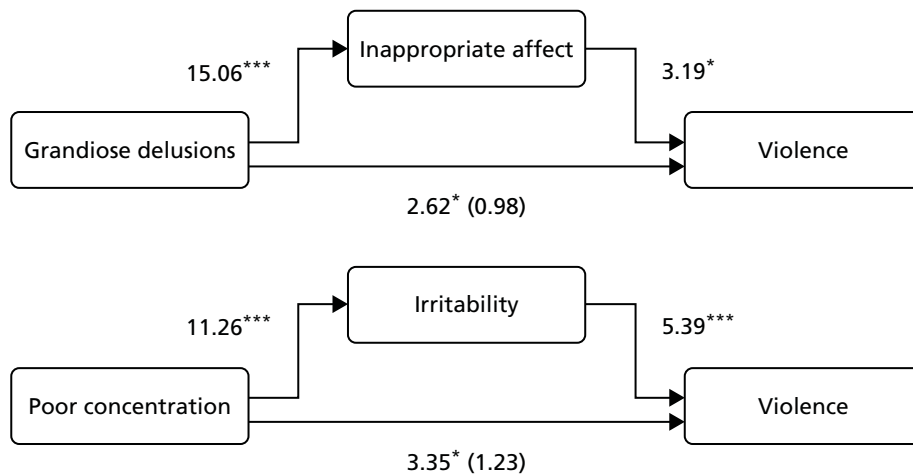 Inappropriate affect
15.06***
3.19*
Grandiose delusions
Violence
2.62* (0.98)
Irritability
11.26***
5.39***
Poor concentration
Violence
3.35* (1.23)